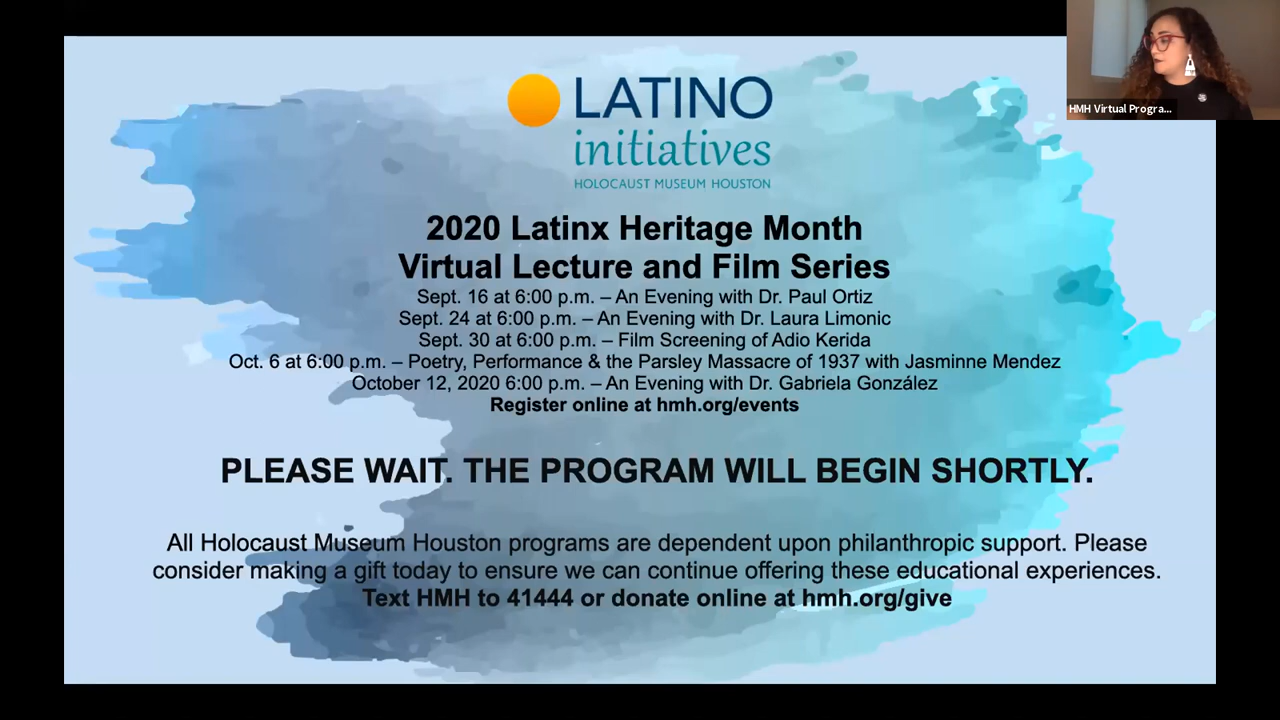 LATINO
initiatives
HOLOCAUST MUSEUM HOUSTON
HMH Virtual Progra...
2020 Latinx Heritage Month
Virtual Lecture and Film Series
Sept. 16 at 6:00 p.m. – An Evening with Dr. Paul Ortiz
Sept. 24 at 6:00 p.m. – An Evening with Dr. Laura Limonic
Sept. 30 at 6:00 p.m. – Film Screening of Adio Kerida
Oct. 6 at 6:00 p.m. – Poetry, Performance & the Parsley Massacre of 1937 with Jasminne Mendez
October 12, 2020 6:00 p.m. – An Evening with Dr. Gabriela González
Register online at hmh.org/events
PLEASE WAIT. THE PROGRAM WILL BEGIN SHORTLY.
All Holocaust Museum Houston programs are dependent upon philanthropic support. Please
consider making a gift today to ensure we can continue offering these educational experiences.
Text HMH to 41444 or donate online at hmh.org/give